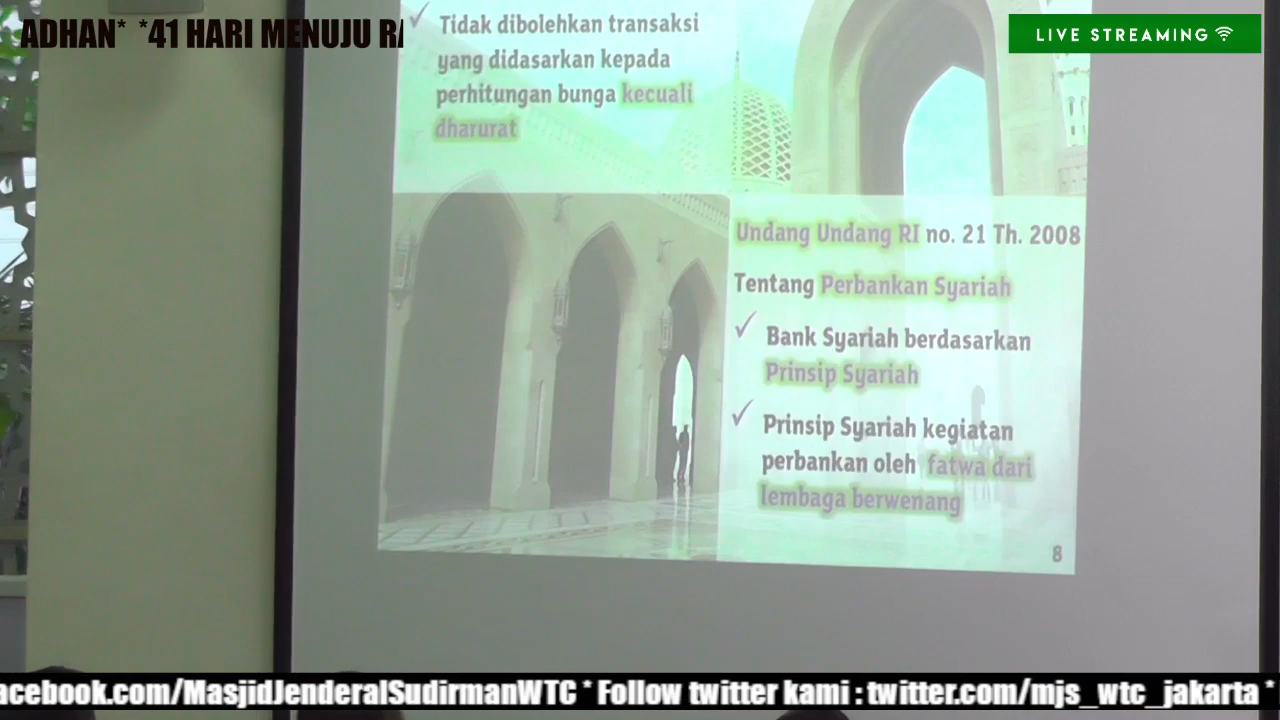 ADHAN* *41 HARI MENUJU RA
LIVE STREAMING
Tidak dibolehkan transaksi
yang didasarkan kepada
perhitungan bunga kecuali
dharurat
Undang Undang RI no. 21 Th. 2008
Tentang Perbankan Syariah
Bank Syariah berdasarkan
Prinsip Syariah
Prinsip Syariah kegiatan
perbankan oleh fatwa dari
lembaga berwenang
8
acebook.com/MasjidJenderalSudirmanWTC * Follow twitter kami : twitter.com/mjs_wtc_jakarta *